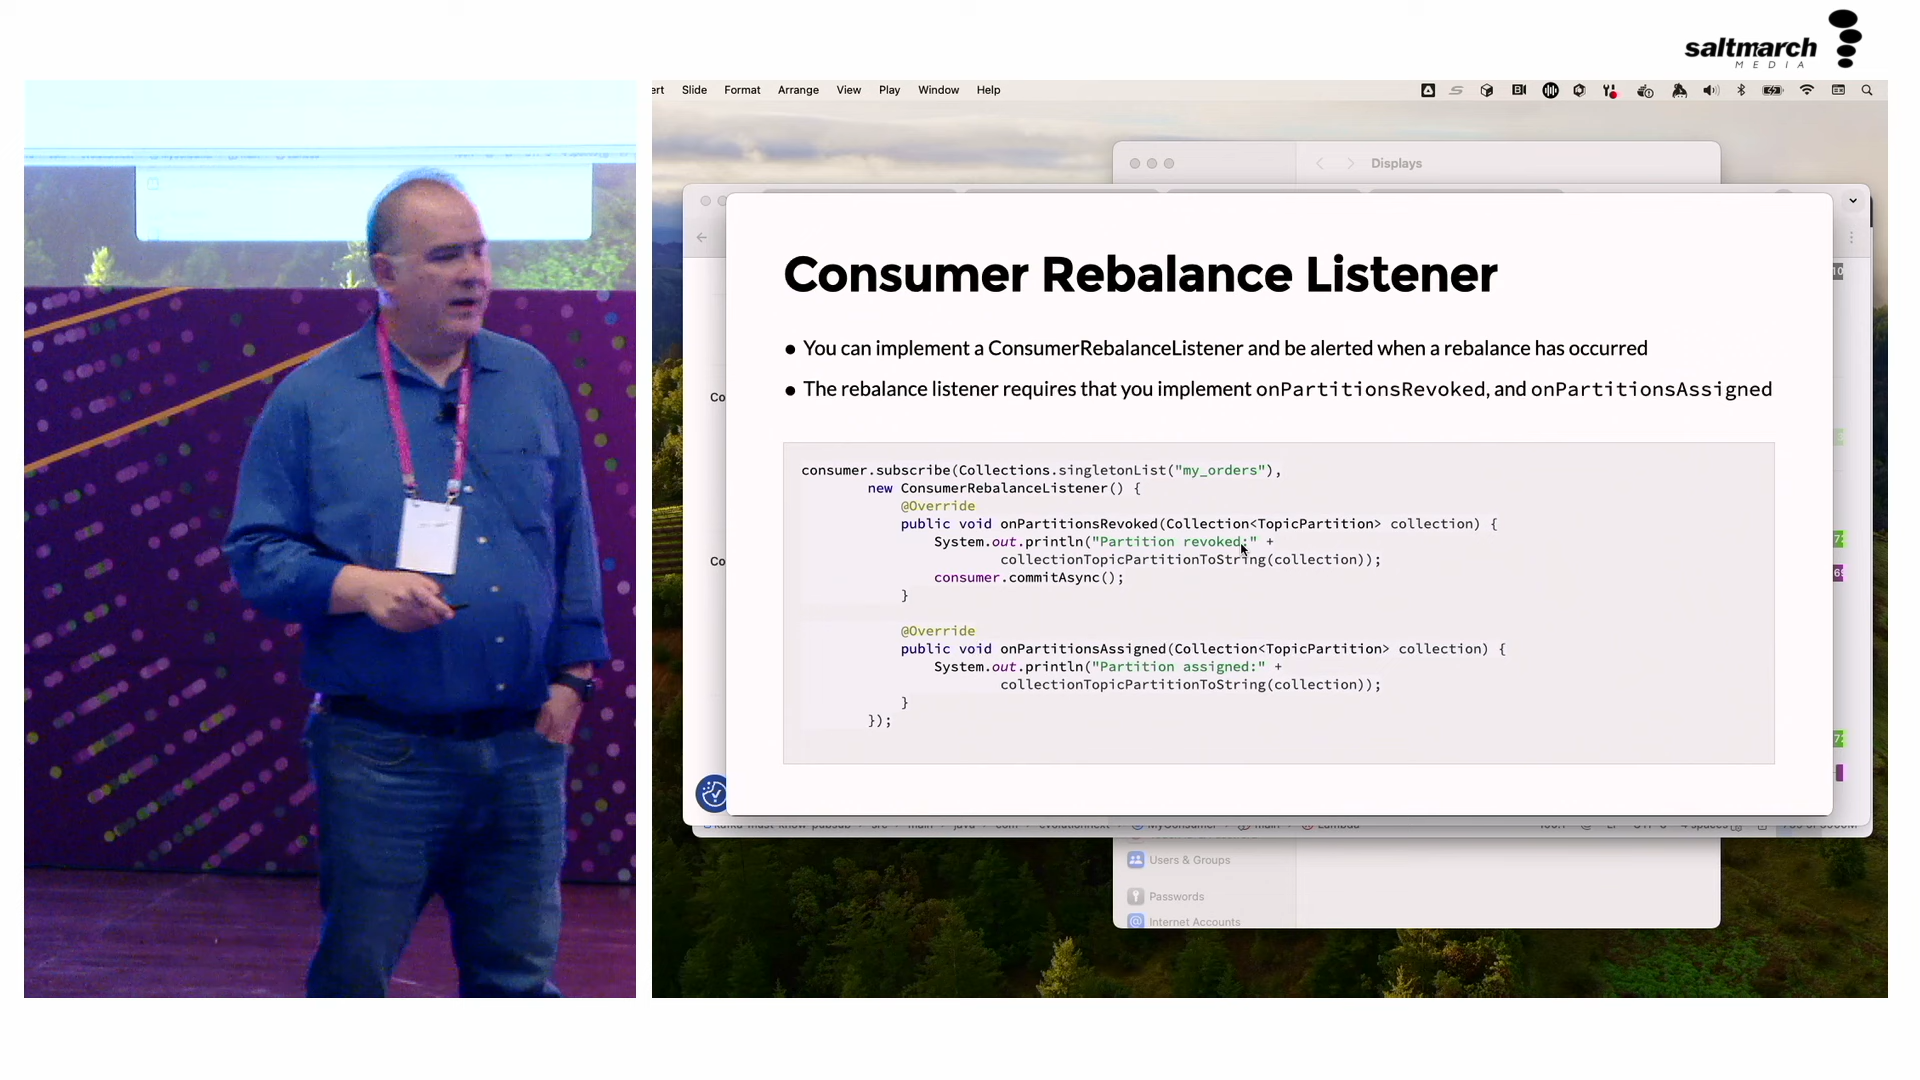 saltmarch
MEDIA
Slide Format Arrange View Play Window Help
Displays
Consumer Rebalance Listener
● You can implement a ConsumerRebalanceListener and be alerted when a rebalance has occurred
● The rebalance listener requires that you implement onPartitionsRevoked, and onPartitionsAssigned
Co
Co
consumer.subscribe(Collections.singletonList("my_orders"),
new ConsumerRebalanceListener() {
@Override
public void onPartitionsRevoked(Collection<TopicPartition> collection) {
System.out.println("Partition revoked:" +
collectionTopicPartitionToString(collection));
consumer.commitAsync();
}
@Override
public void onPartitionsAssigned(Collection<TopicPartition> collection) {
System.out.println("Partition assigned:" +
collectionTopicPartitionToString(collection));
}
});
Users & Groups
Passwords
Internet Accounts